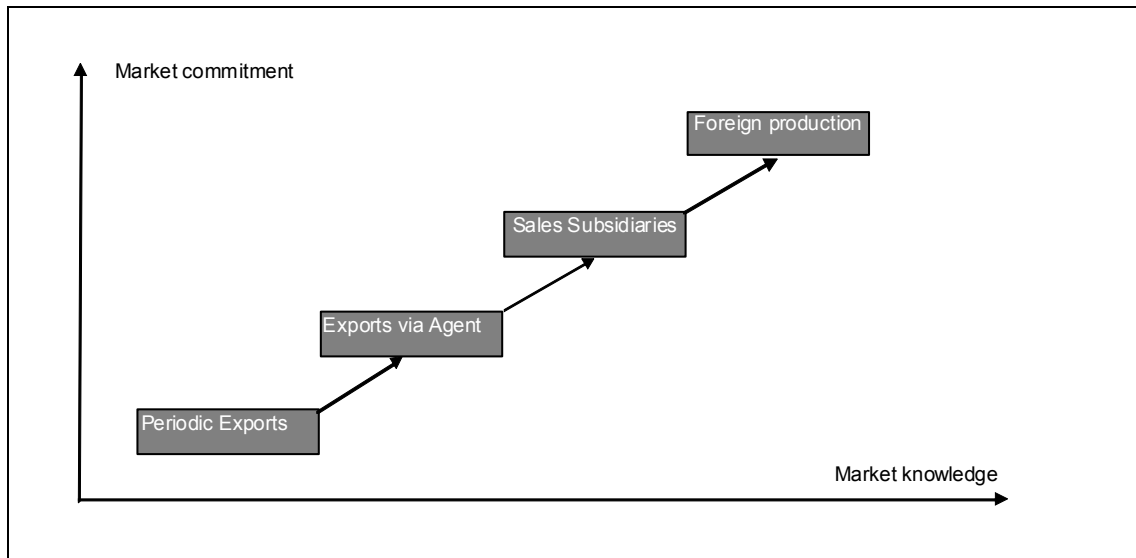 Market commitment
Foreign production
Sales Subsidiaries
Exports via Agent
Periodic Exports
Market knowledge